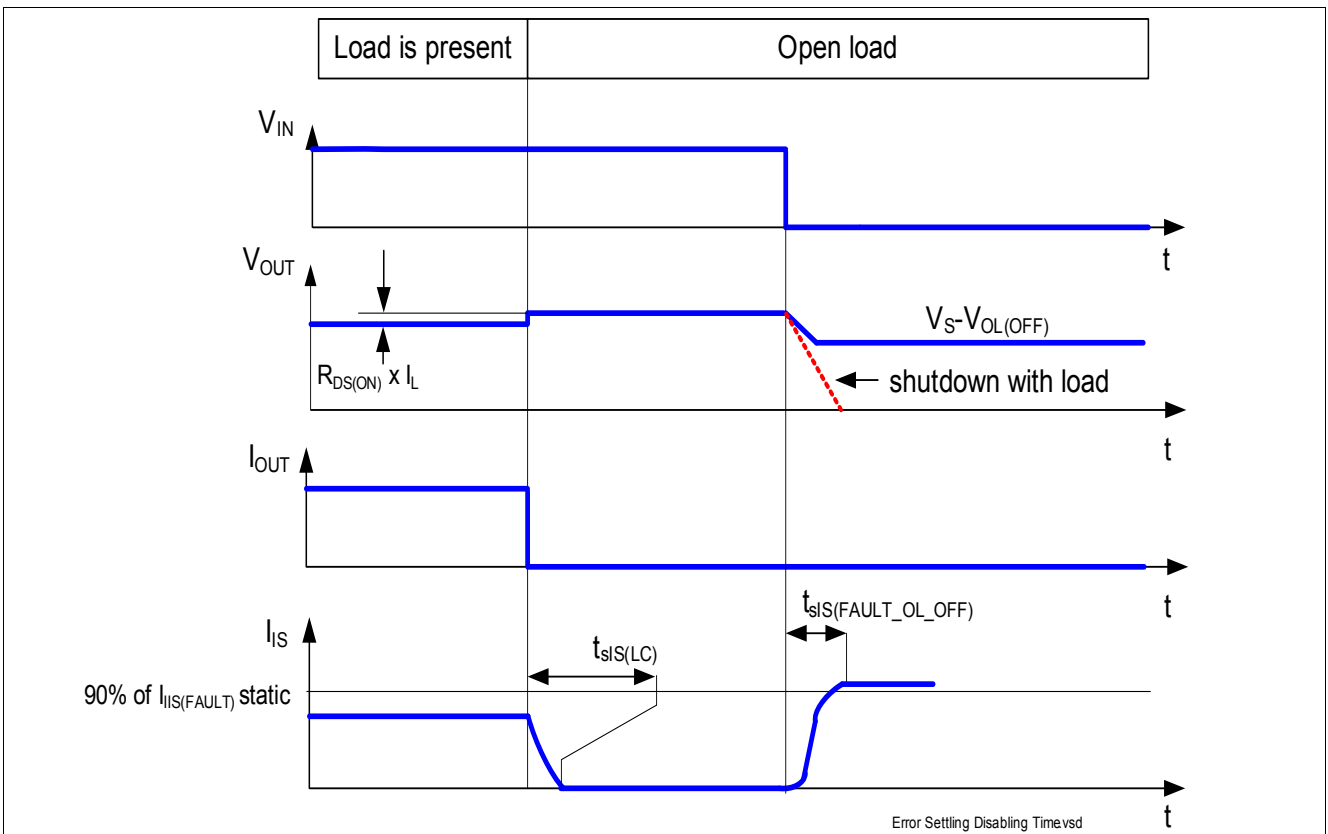 Load is present
Open load
VIN
t
VOUT
RDS(ON) x IL
VS-VOL(OFF)
shutdown with load
t
IOUT
t
tsIS(FAULT_OL_OFF)
IIS
tsIS(LC)
90% of IIIS(FAULT) static
t
Error Settling Disabling Time.vsd